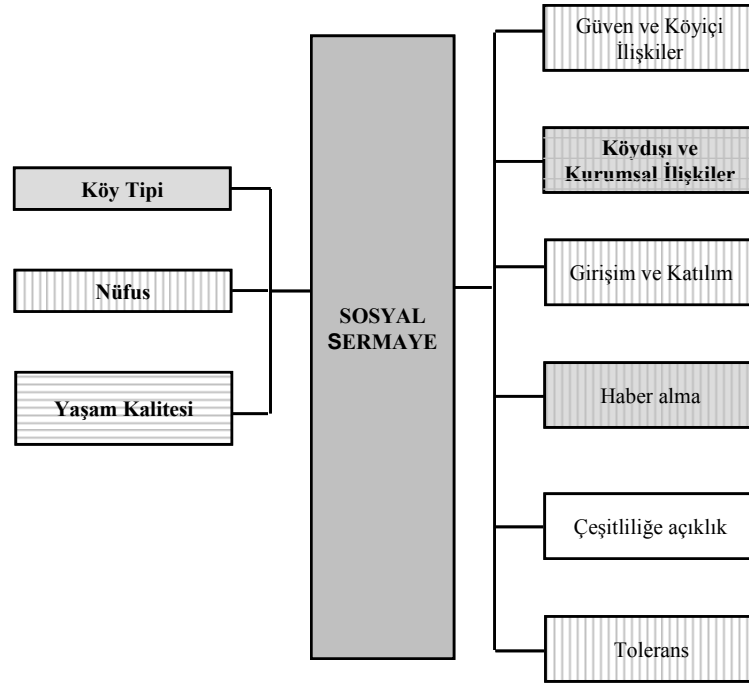 Köy Tipi
Nüfus
Yaşam Kalitesi
SOSYAL
SERMAYE
Güven ve Köyiçi
İlişkiler
Köydışı ve
Kurumsal İlişkiler
Girişim ve Katılım
Haber alma
Çeşitliliğe açıklık
Tolerans